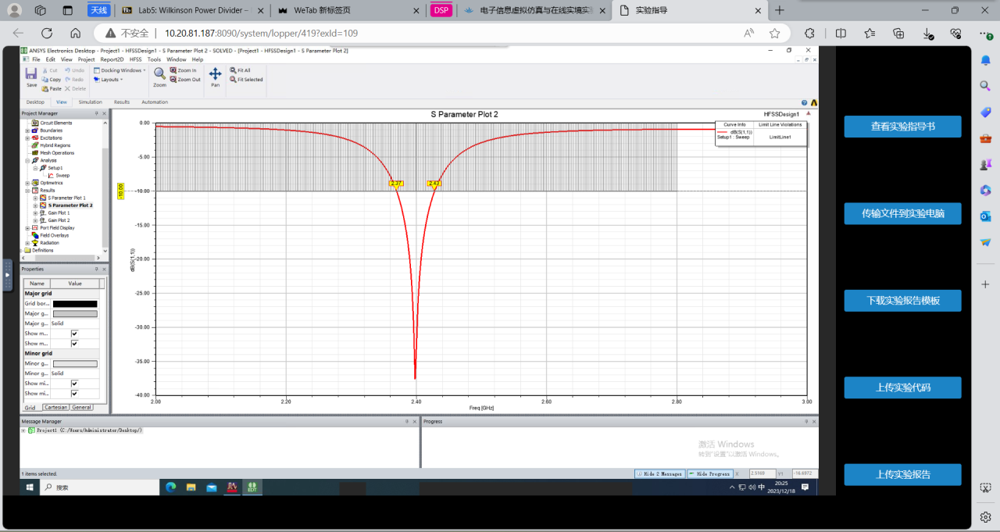 天线
Lab5: Wilkinson Power Divider –
WeTab 新标签页
DSP
电子信息虚拟仿真与在线实境实
实验指导
不安全
10.20.81.187:8090/system/lopper/419?exId=109
ANSYS Electronics Desktop - Project1 - HFSSDesign1 - S Parameter Plot 2 - SOLVED - [Project1 - HFSSDesign1 - S Parameter Plot 2]
File Edit View Project Report2D HFSS Tools Window Help
Save
Cut Undo
Copy Redo
Paste Delete
Docking Windows
Layouts
Zoom
Zoom In
Zoom Out
Pan
Fit All
Fit Selected
Desktop View Simulation Results Automation
Project Manager
Circuit Elements
Boundaries
Excitations
Hybrid Regions
Mesh Operations
Analysis
Setup1
Sweep
Optimetrics
Results
S Parameter Plot 1
S Parameter Plot 2
Gain Plot 1
Gain Plot 2
Port Field Display
Field Overlays
Radiation
Definitions
Properties
Name Value
Major grid
Grid bor...
Major g...
Major g... Solid
Show m...
Show m...
Minor grid
Minor g...
Minor g... Solid
Show mi...
Show mi...
Grid Cartesian General
S Parameter Plot 2
HFSSDesign1
Curve Info Limit Line Violations
dB(S(1,1))
Setup1 : Sweep LimitLine1
0.00
-5.00
-10.00
-15.00
-20.00
-25.00
-30.00
-35.00
-40.00
-10.00
dB(S(1,1))
2.37
2.43
2.00 2.20 2.40 2.60 2.80 3.00
Freq [GHz]
Message Manager
Project1 (C:/Users/Administrator/Desktop/)
Progress
激活 Windows
转到"设置"以激活 Windows。
1 items selected.
Hide 2 Messages
Hide Progress
X 2.5160 Y1 -16.6972
搜索
EDT
中
20:25
2023/12/18
查看实验指导书
传输文件到实验电脑
下载实验报告模板
上传实验代码
上传实验报告